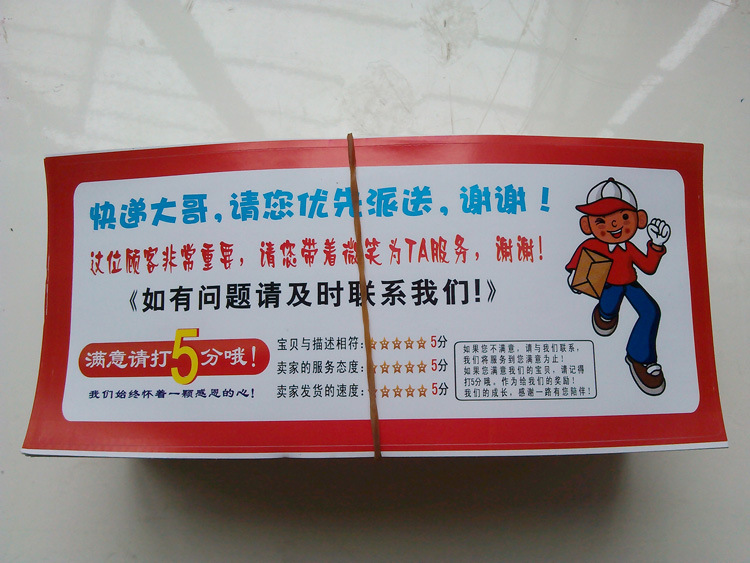 快递大哥,请您优先派送,谢谢!
这位顾客非常重要,请您带着微笑为TA服务,谢谢!
《如有问题请及时联系我们!》
满意请打5分哦!
我们始终怀着一颗感恩的心!
宝贝与描述相符:☆☆☆☆☆5分
卖家的服务态度:☆☆☆☆☆5分
卖家发货的速度:☆☆☆☆☆5分
如果您不满意,请与我们联系,
我们将服务到您满意为止!
如果您满意我们的宝贝,请记得
打5分哦,作为给我们的奖励!
我们的成长,感谢一路有您陪伴!